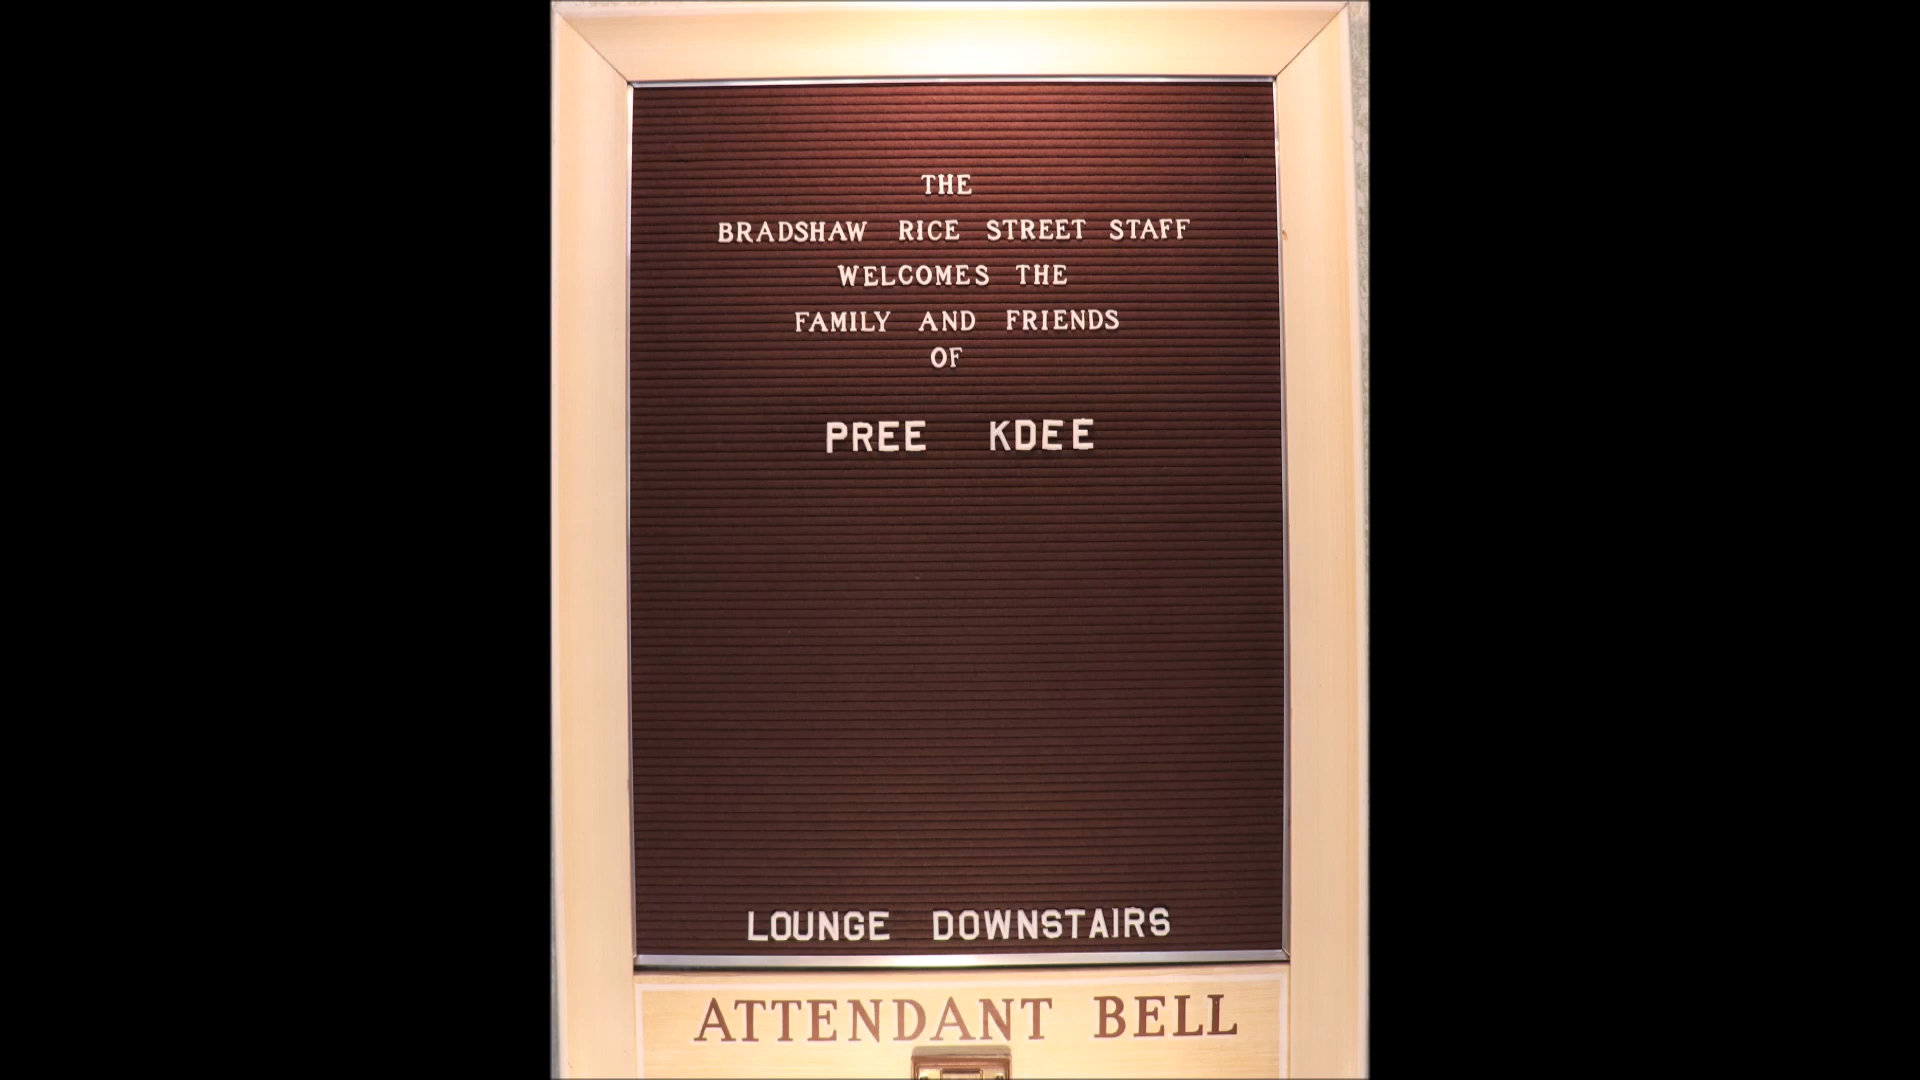 THE
BRADSHAW RICE STREET STAFF
WELCOMES THE
FAMILY AND FRIENDS
OF
PREE KDEE
LOUNGE DOWNSTAIRS
ATTENDANT BELL